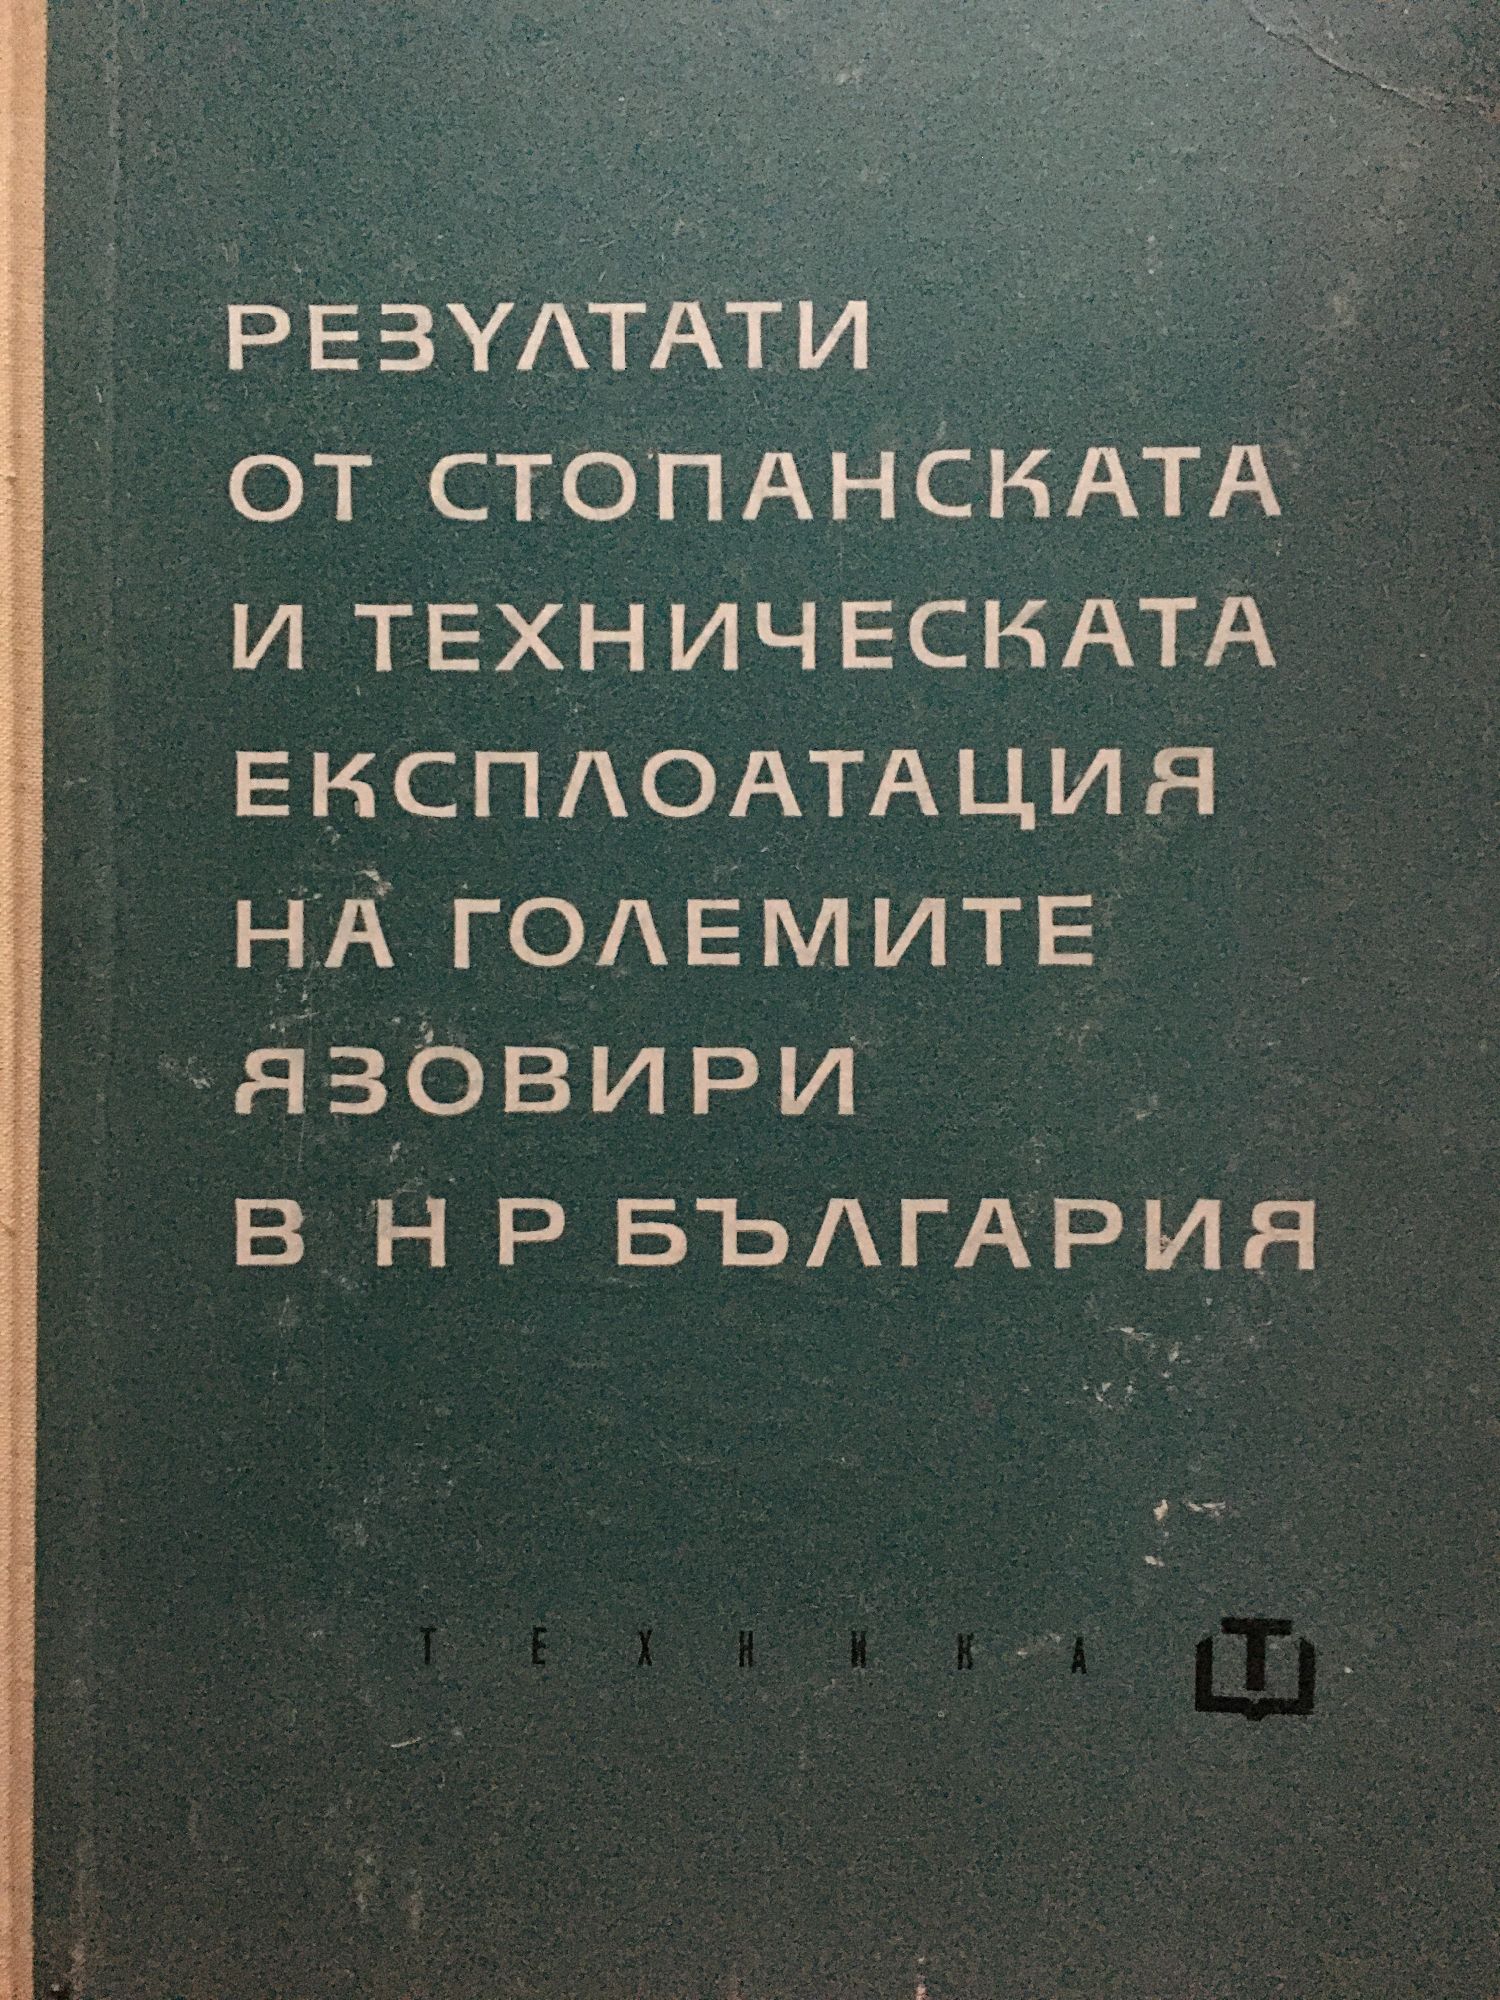 РЕЗУЛТАТИ
ОТ СТОПАНСКАТА
И ТЕХНИЧЕСКАТА
ЕКСПЛОАТАЦИЯ
НА ГОЛЕМИТЕ
ЯЗОВИРИ
В Н Р БЪЛГАРИЯ
ТЕХНИКА Т